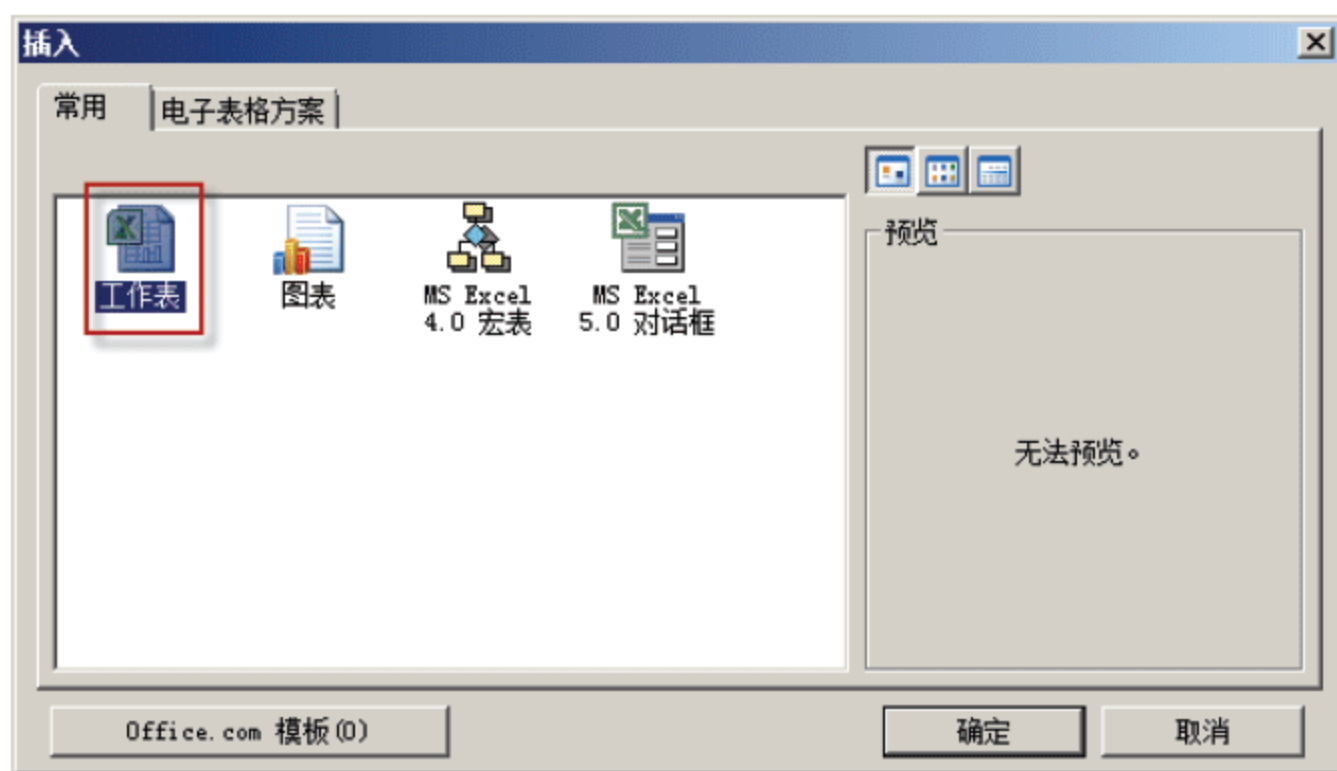 插入
常用
电子表格方案
预览
工作表
图表
MS Excel
4.0 宏表
MS Excel
5.0 对话框
无法预览。
Office.com 模板(O)
确定
取消